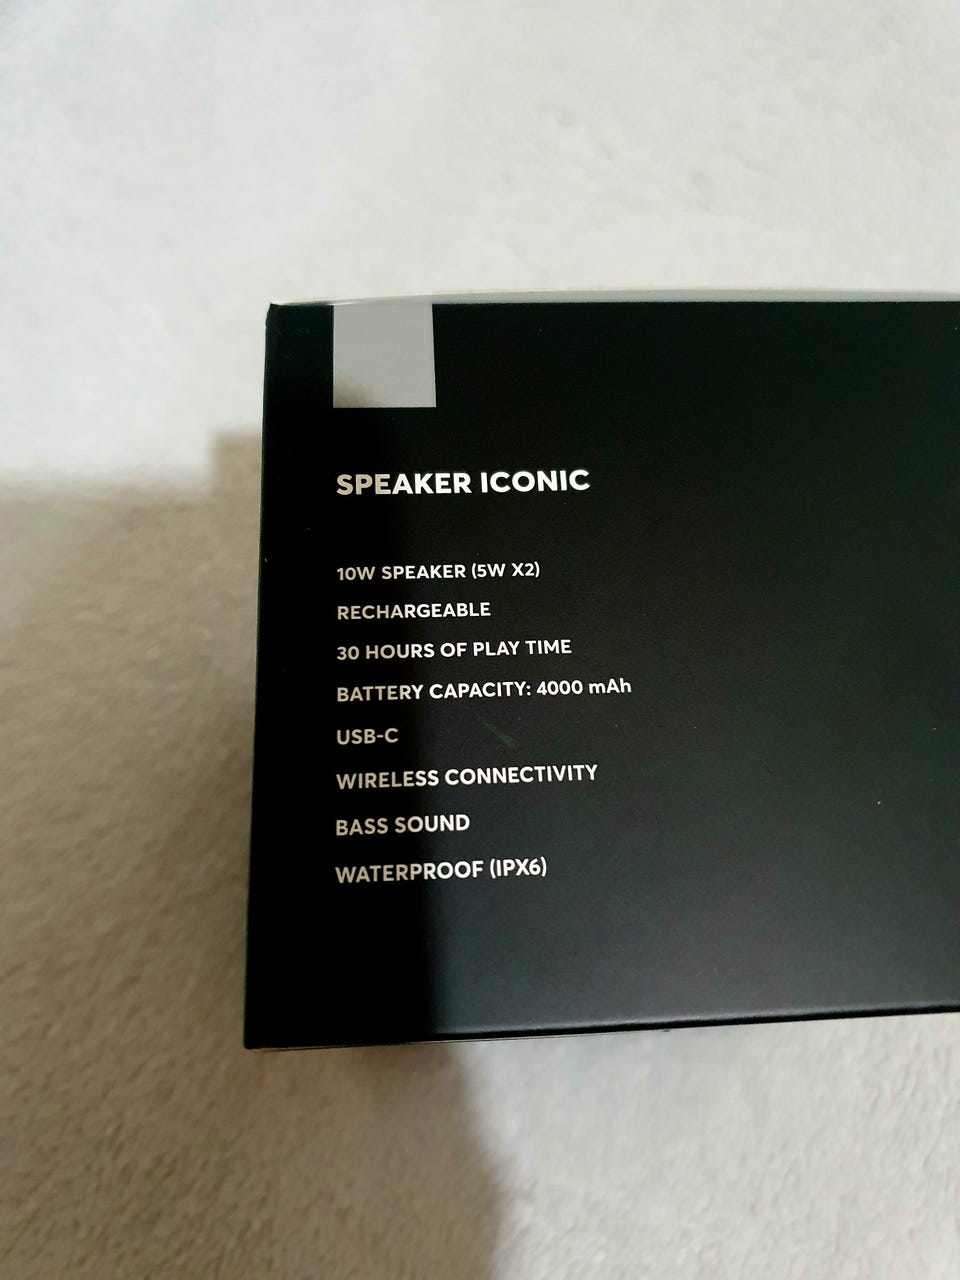 SPEAKER ICONIC
10W SPEAKER (5W X2)
RECHARGEABLE
30 HOURS OF PLAY TIME
BATTERY CAPACITY: 4000 mAh
USB-C
WIRELESS CONNECTIVITY
BASS SOUND
WATERPROOF (IPX6)